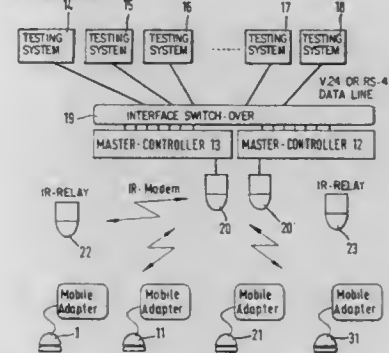 14 15 16 17 18
TESTING SYSTEM TESTING SYSTEM TESTING SYSTEM TESTING SYSTEM TESTING SYSTEM
V.24 OR RS-4
DATA LINE
19 INTERFACE SWITCH-OVER
MASTER-CONTROLLER 13 MASTER-CONTROLLER 12
IR-RELAY IR-Modem IR-RELAY
22 20 20' 23
Mobile Adapter Mobile Adapter Mobile Adapter Mobile Adapter
1 11 21 31